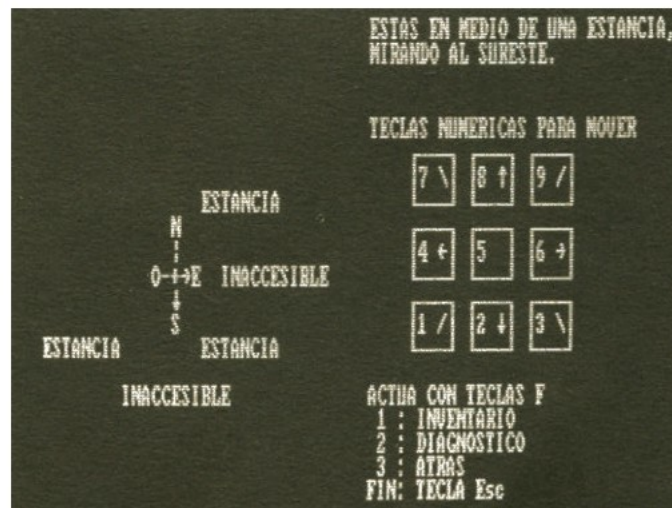 ESTAS EN MEDIO DE UNA ESTANCIA,
MIRANDO AL SURESTE.
TECLAS NUMERICAS PARA MOVER
7 \ 8 ↑ 9 /
4 ← 5 6 →
1 / 2 ↓ 3 \
ESTANCIA
N
O E INACCESIBLE
S
ESTANCIA ESTANCIA
INACCESIBLE
ACTUA CON TECLAS F
1 : INVENTARIO
2 : DIAGNOSTICO
3 : ATRAS
FIN: TECLA Esc